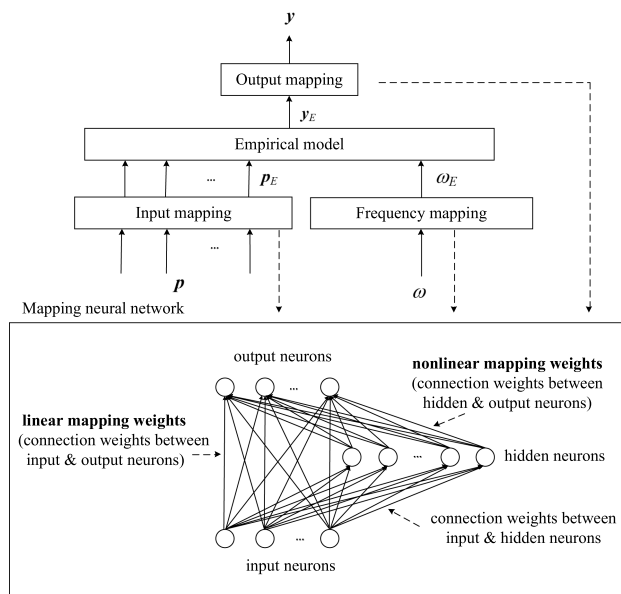 y
Output mapping
y_E
Empirical model
... p_E ω_E
Input mapping Frequency mapping
...
p ω
Mapping neural network
output neurons
nonlinear mapping weights
(connection weights between
hidden & output neurons)
...
linear mapping weights
(connection weights between
input & output neurons)
... hidden neurons
connection weights between
input & hidden neurons
...
input neurons